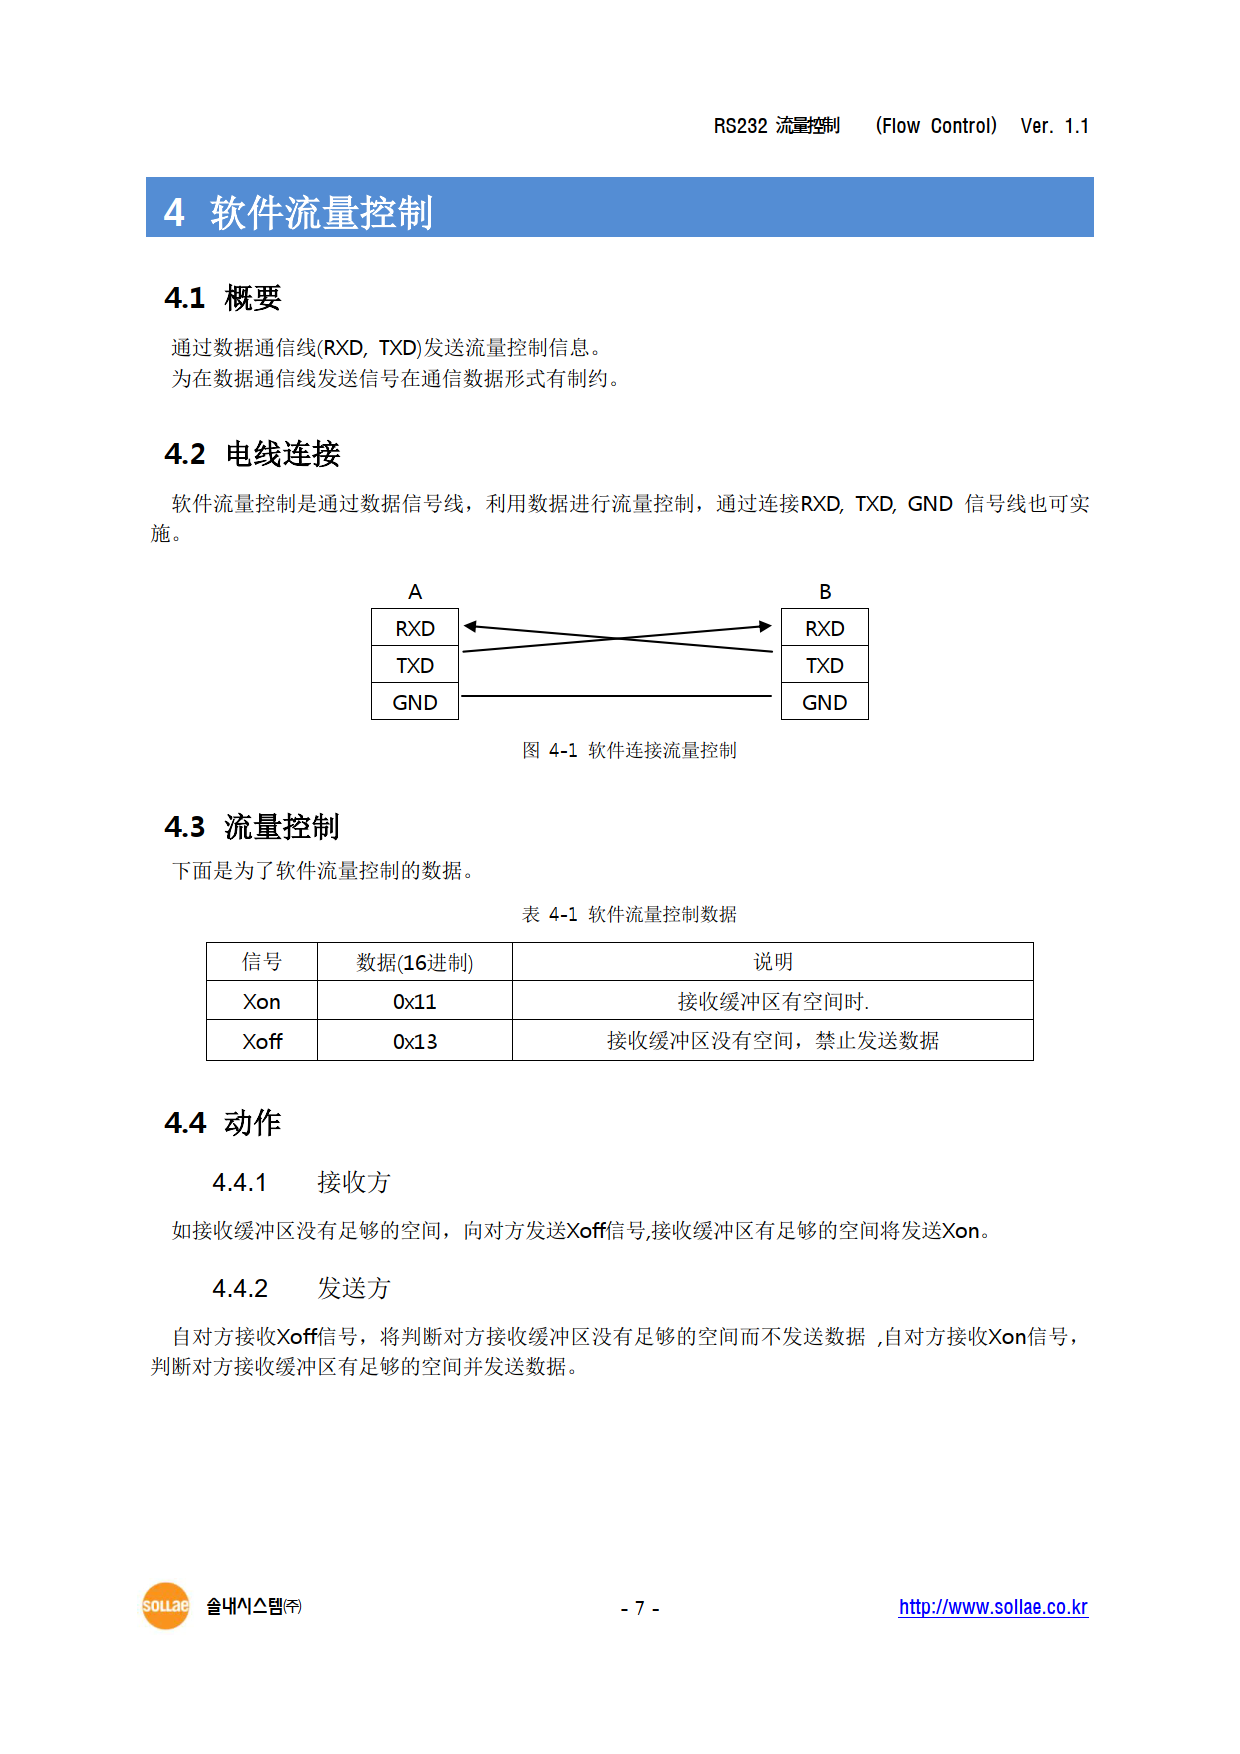 RS232 流量控制 (Flow Control) Ver. 1.1
4 软件流量控制
4.1 概要
通过数据通信线(RXD, TXD)发送流量控制信息。
为在数据通信线发送信号在通信数据形式有制约。
4.2 电线连接
软件流量控制是通过数据信号线，利用数据进行流量控制，通过连接RXD, TXD, GND 信号线也可实
施。
A B
RXD RXD
TXD TXD
GND GND
图 4-1 软件连接流量控制
4.3 流量控制
下面是为了软件流量控制的数据。
表 4-1 软件流量控制数据
信号 数据(16进制) 说明
Xon 0x11 接收缓冲区有空间时.
Xoff 0x13 接收缓冲区没有空间，禁止发送数据
4.4 动作
4.4.1 接收方
如接收缓冲区没有足够的空间，向对方发送Xoff信号,接收缓冲区有足够的空间将发送Xon。
4.4.2 发送方
自对方接收Xoff信号，将判断对方接收缓冲区没有足够的空间而不发送数据 ,自对方接收Xon信号，
判断对方接收缓冲区有足够的空间并发送数据。
SOLLAE 솔내시스템㈜ - 7 - http://www.sollae.co.kr